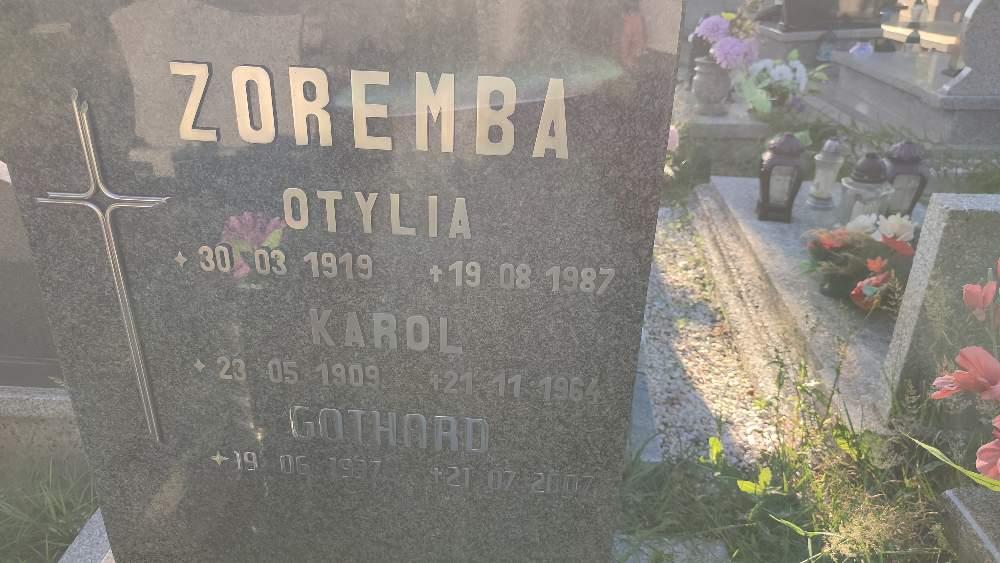 ZOREMBA
OTYLIA
30 03 1919 +19 08 1987
KAROL
23 05 1909 +21 11 1964
GOTHARD
19 06 1937 +21 07 2007